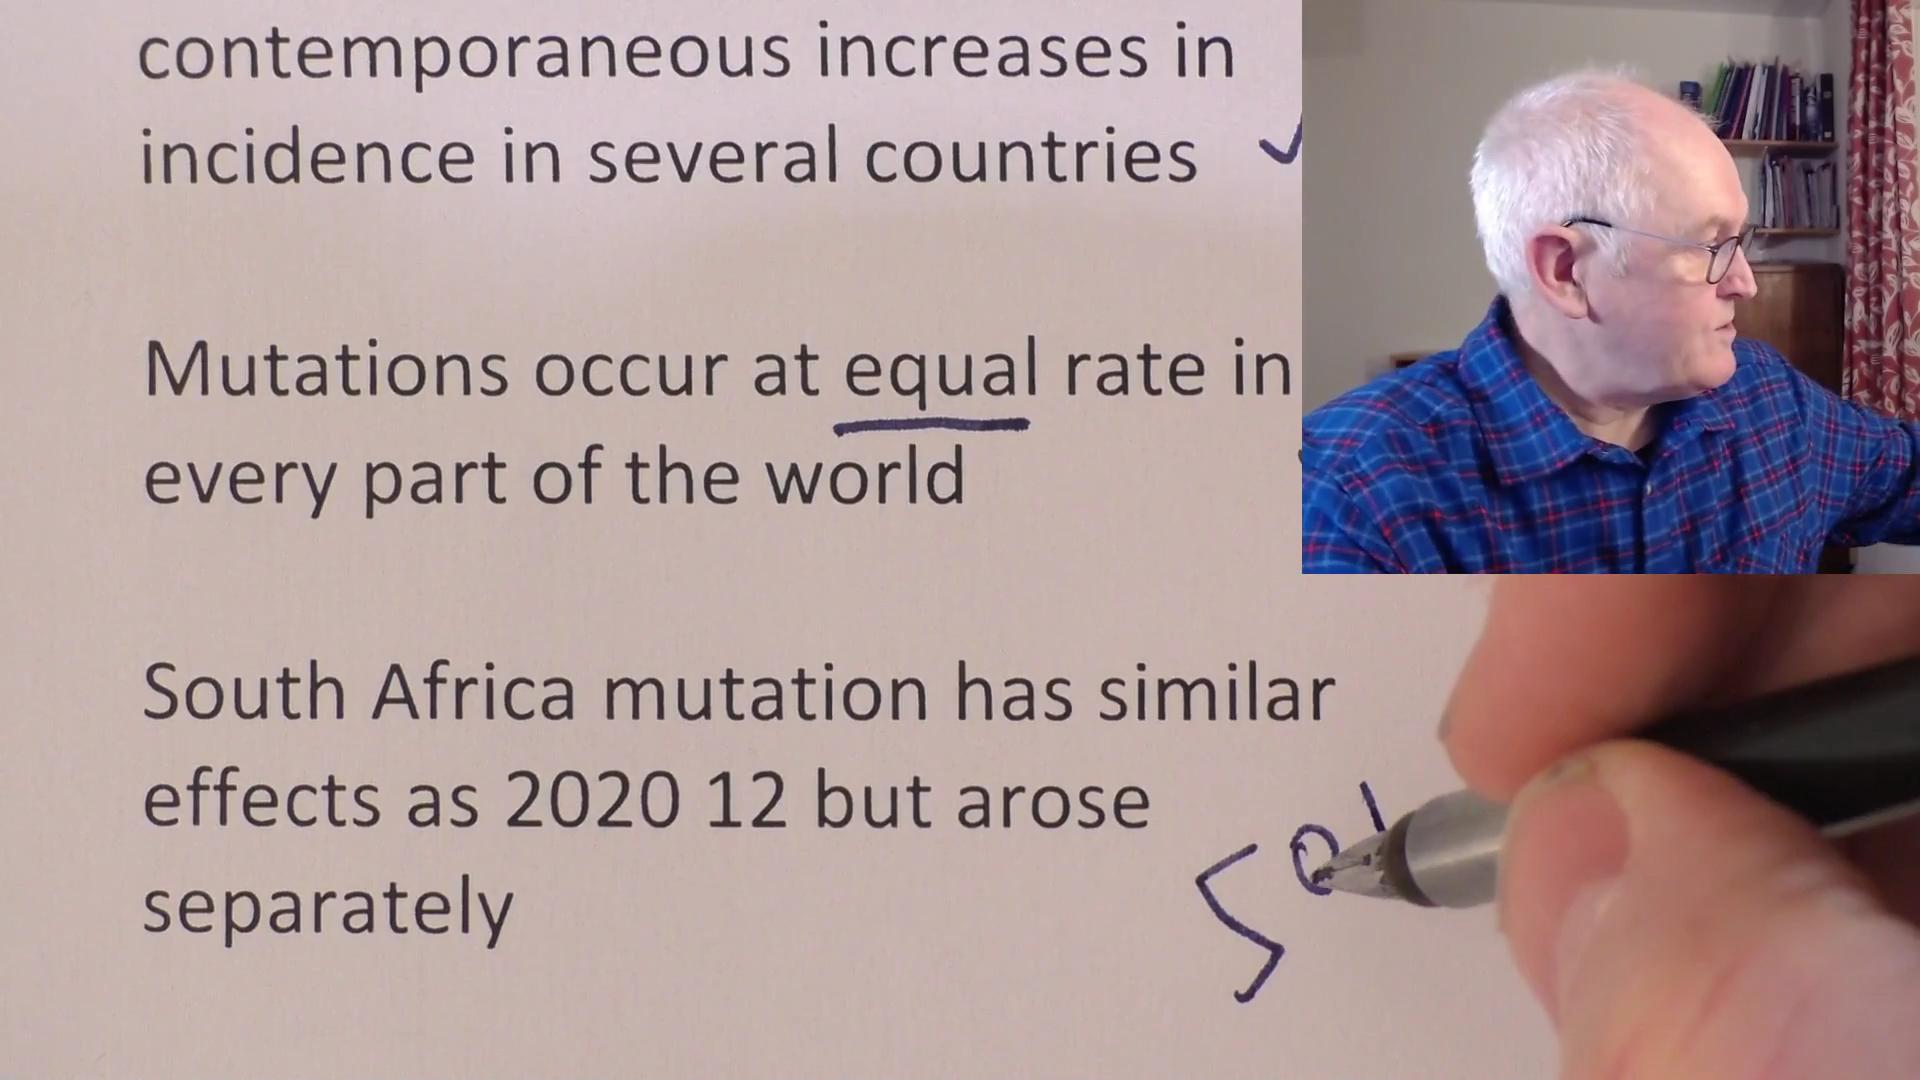 contemporaneous increases in
incidence in several countries
Mutations occur at equal rate in
every part of the world
South Africa mutation has similar
effects as 2020 12 but arose
separately